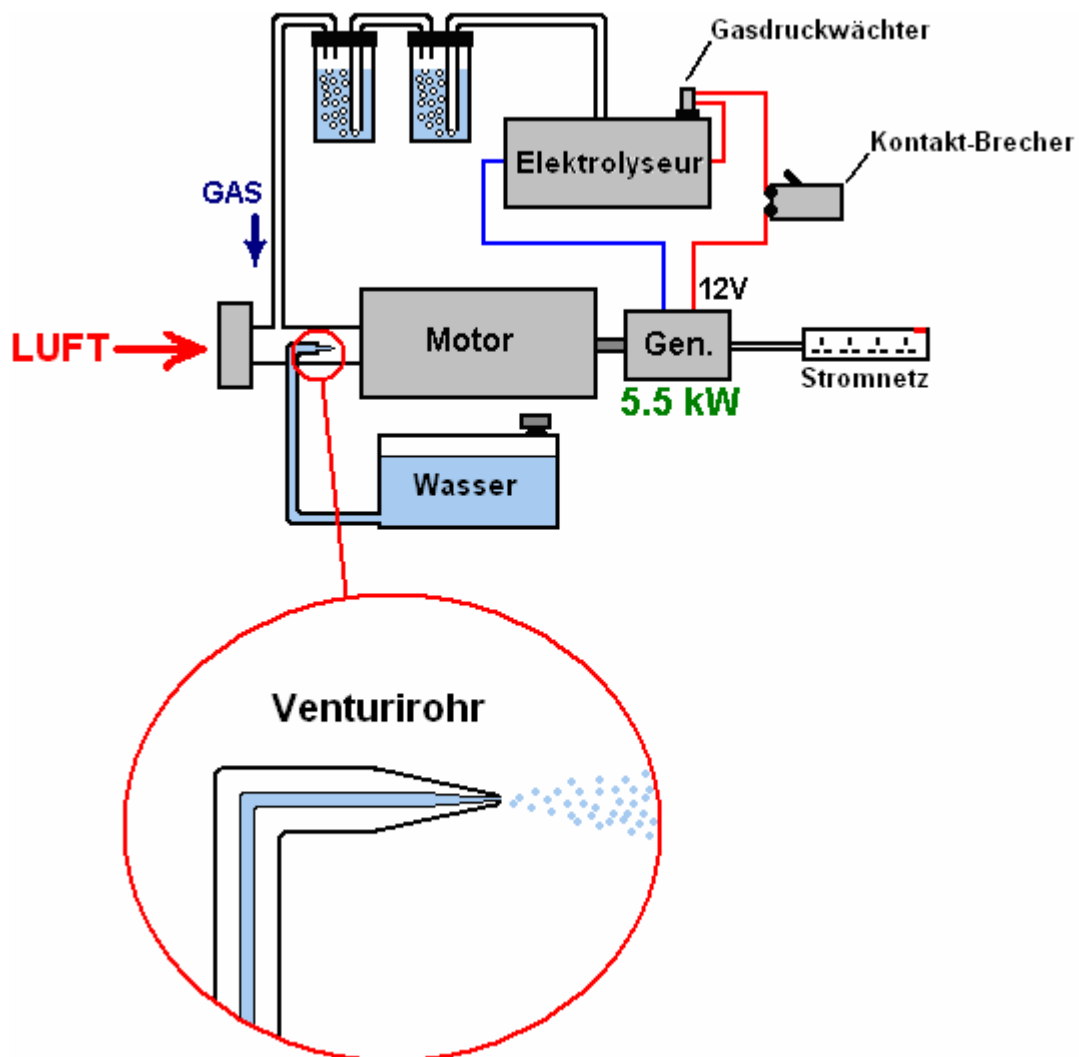 Gasdruckwächter
Kontakt-Brecher
Elektrolyseur
GAS
12V
LUFT
Motor
Gen.
Stromnetz
5.5 kW
Wasser
Venturirohr